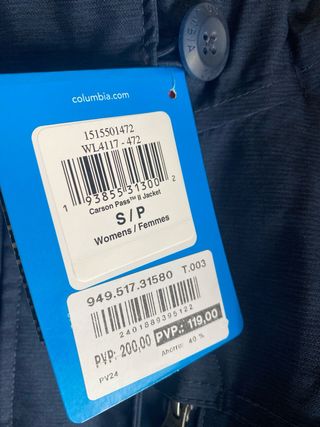 COLUMBIA
columbia.com
1515501472
WL4117 - 472
1 93855 31300 2
Carson Pass™ II Jacket
S / P
Womens / Femmes
949.517.31580 T.003
2401889395122
PVP: 200,00 PVP.: 119,00
Ahorro: 40 %
PV24